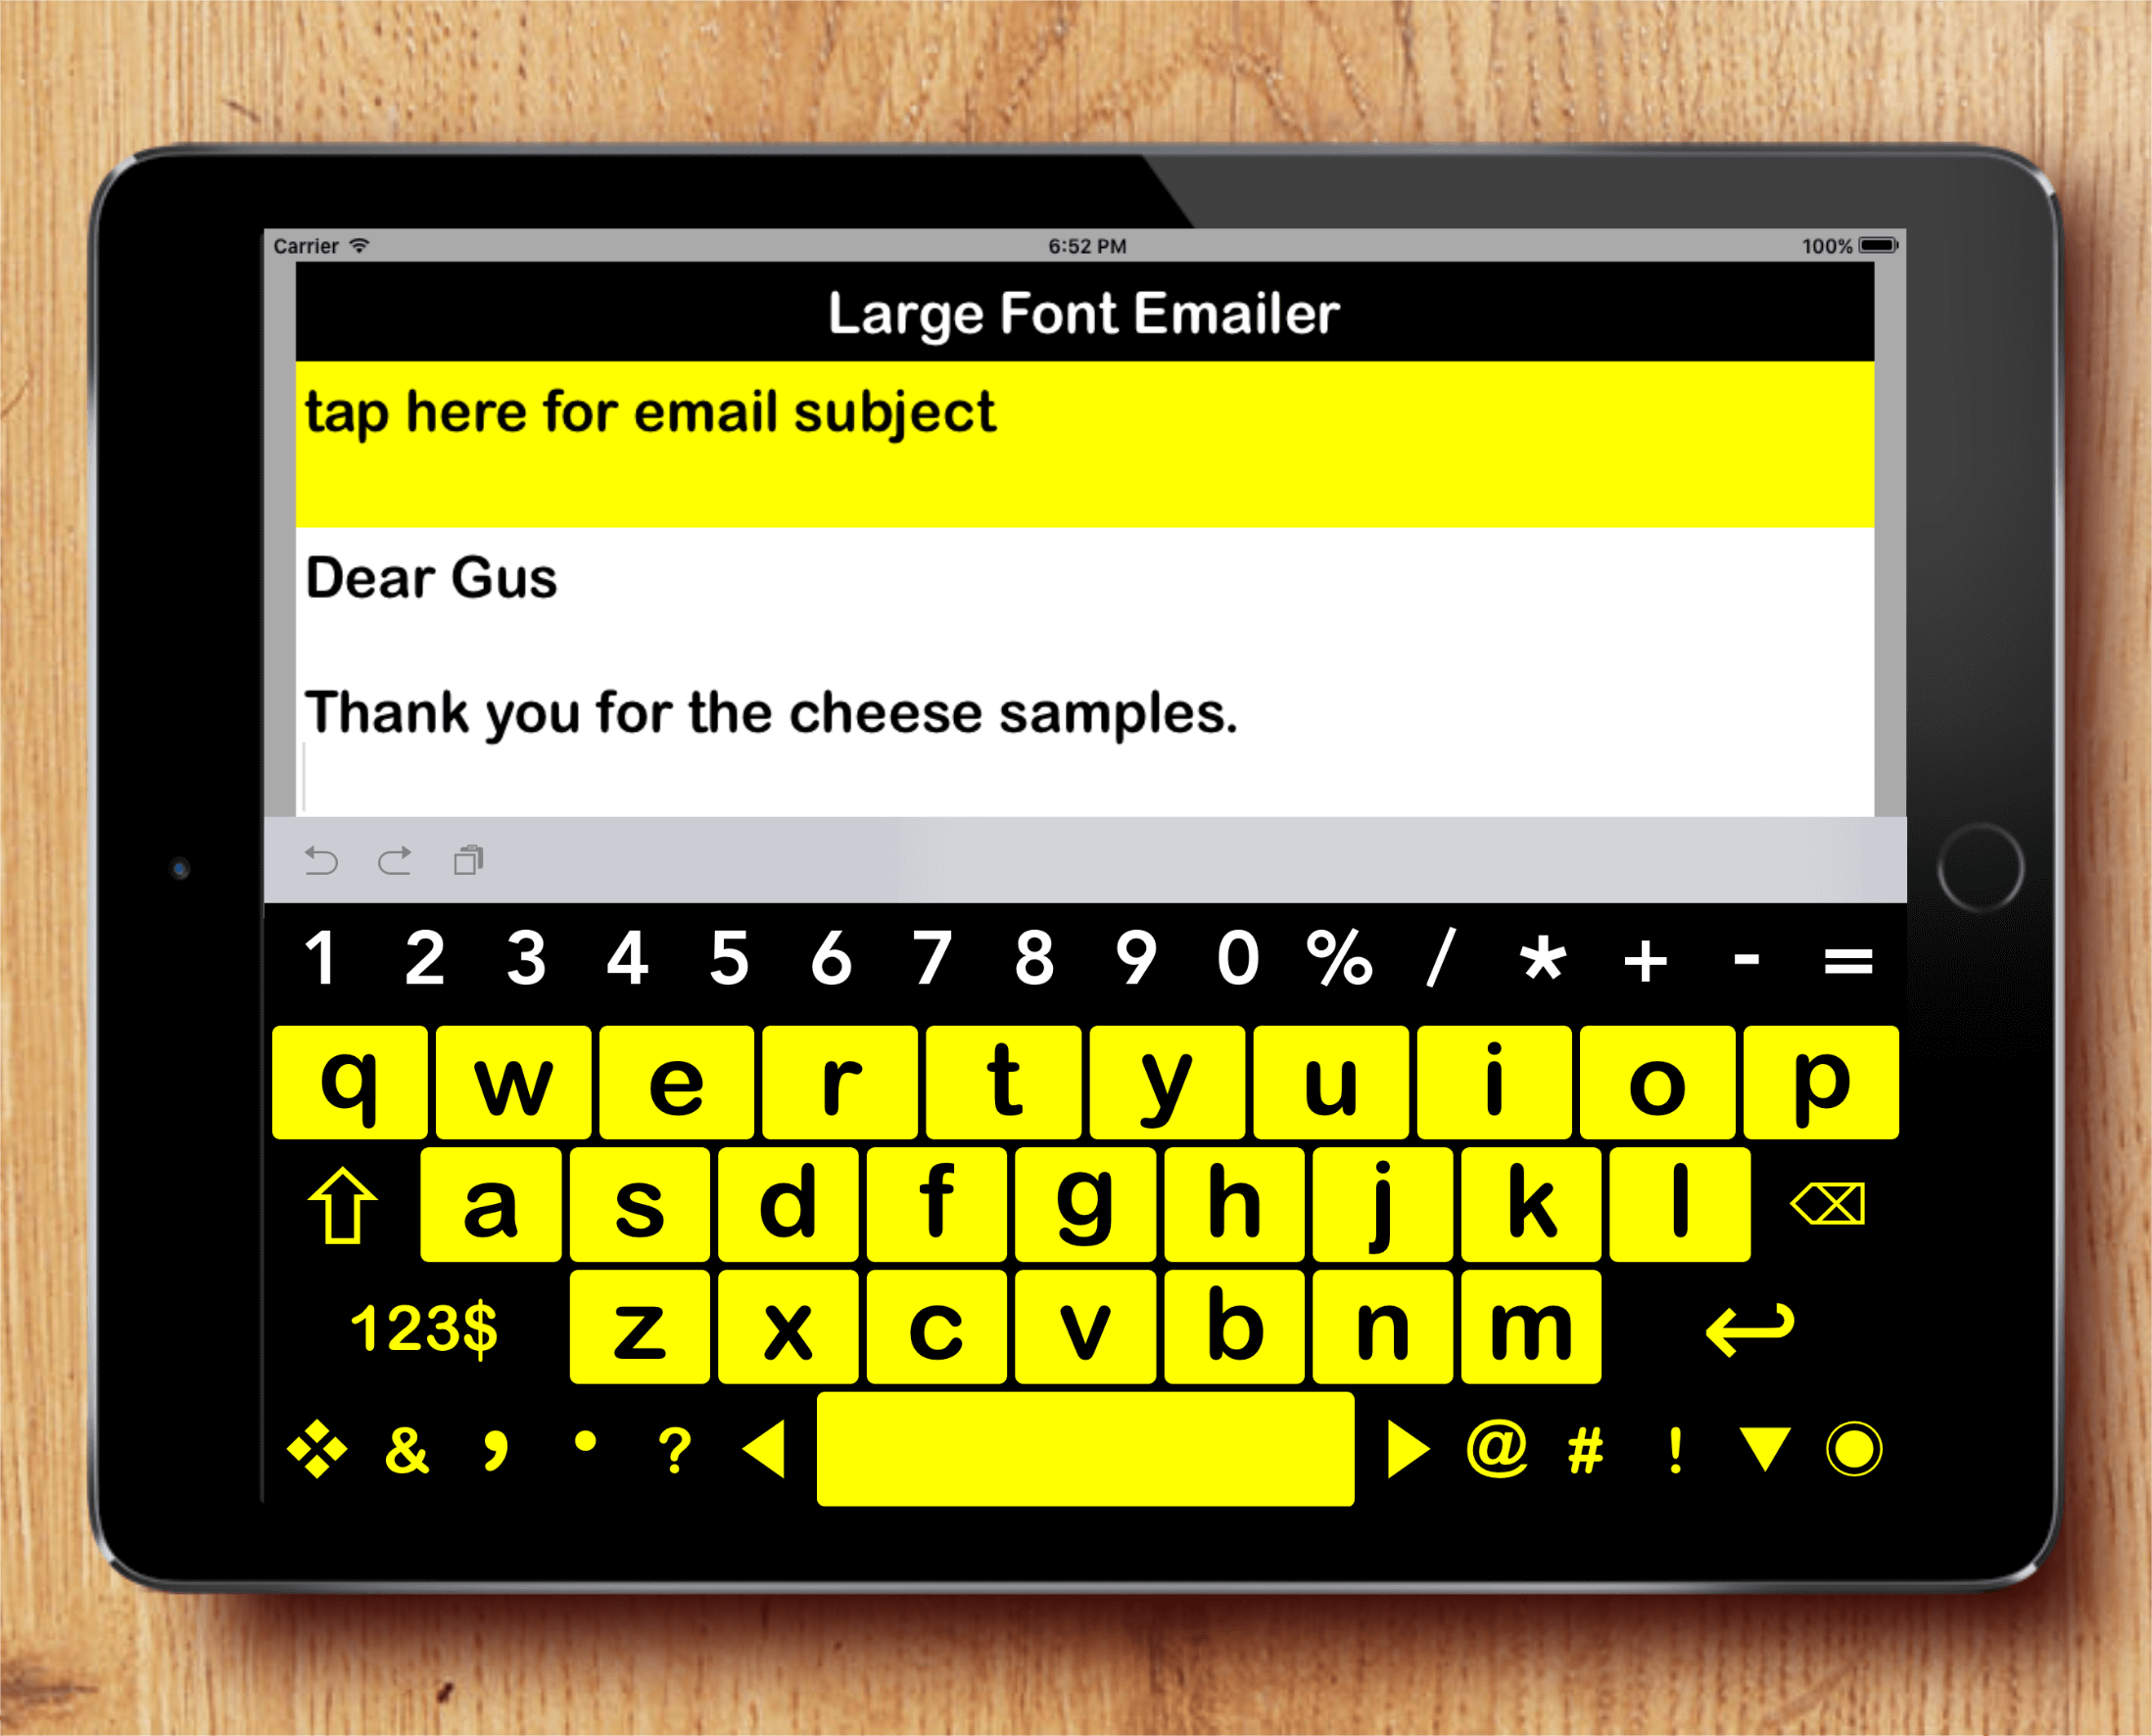 Carrier 6:52 PM 100%
Large Font Emailer
tap here for email subject
Dear Gus
Thank you for the cheese samples.
1 2 3 4 5 6 7 8 9 0 % / * + - =
q w e r t y u i o p
a s d f g h j k l
123$ z x c v b n m
& , . ? @ # !